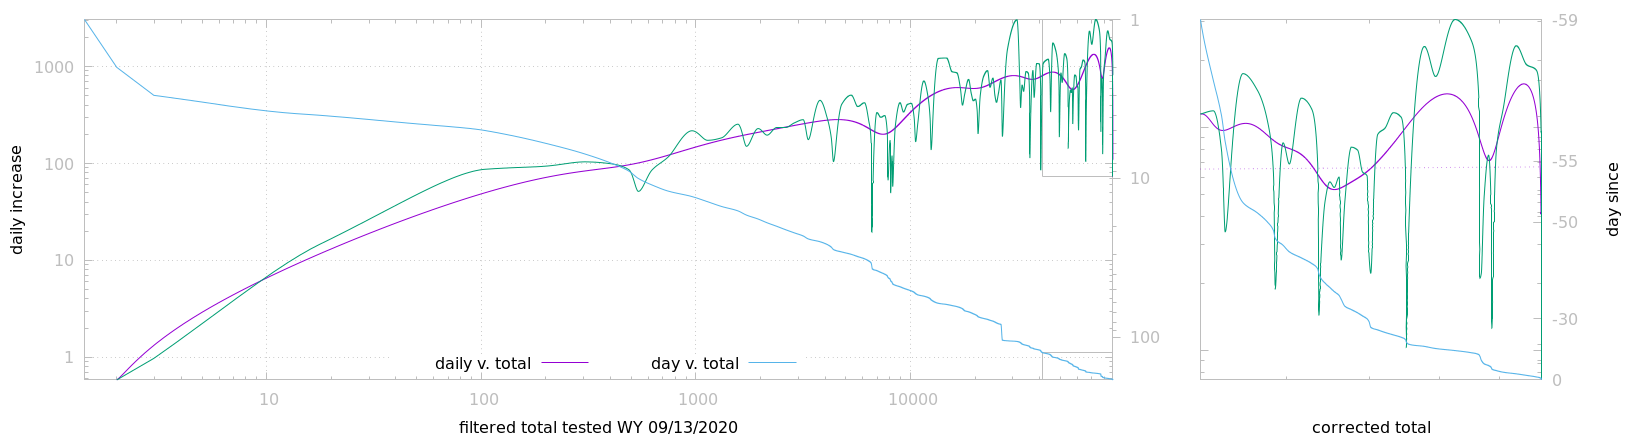 1000
100
10
1
daily increase
10
100
1000
10000
filtered total tested WY 09/13/2020
daily v. total
day v. total
1
10
100
-59
-55
-50
-30
0
day since
corrected total